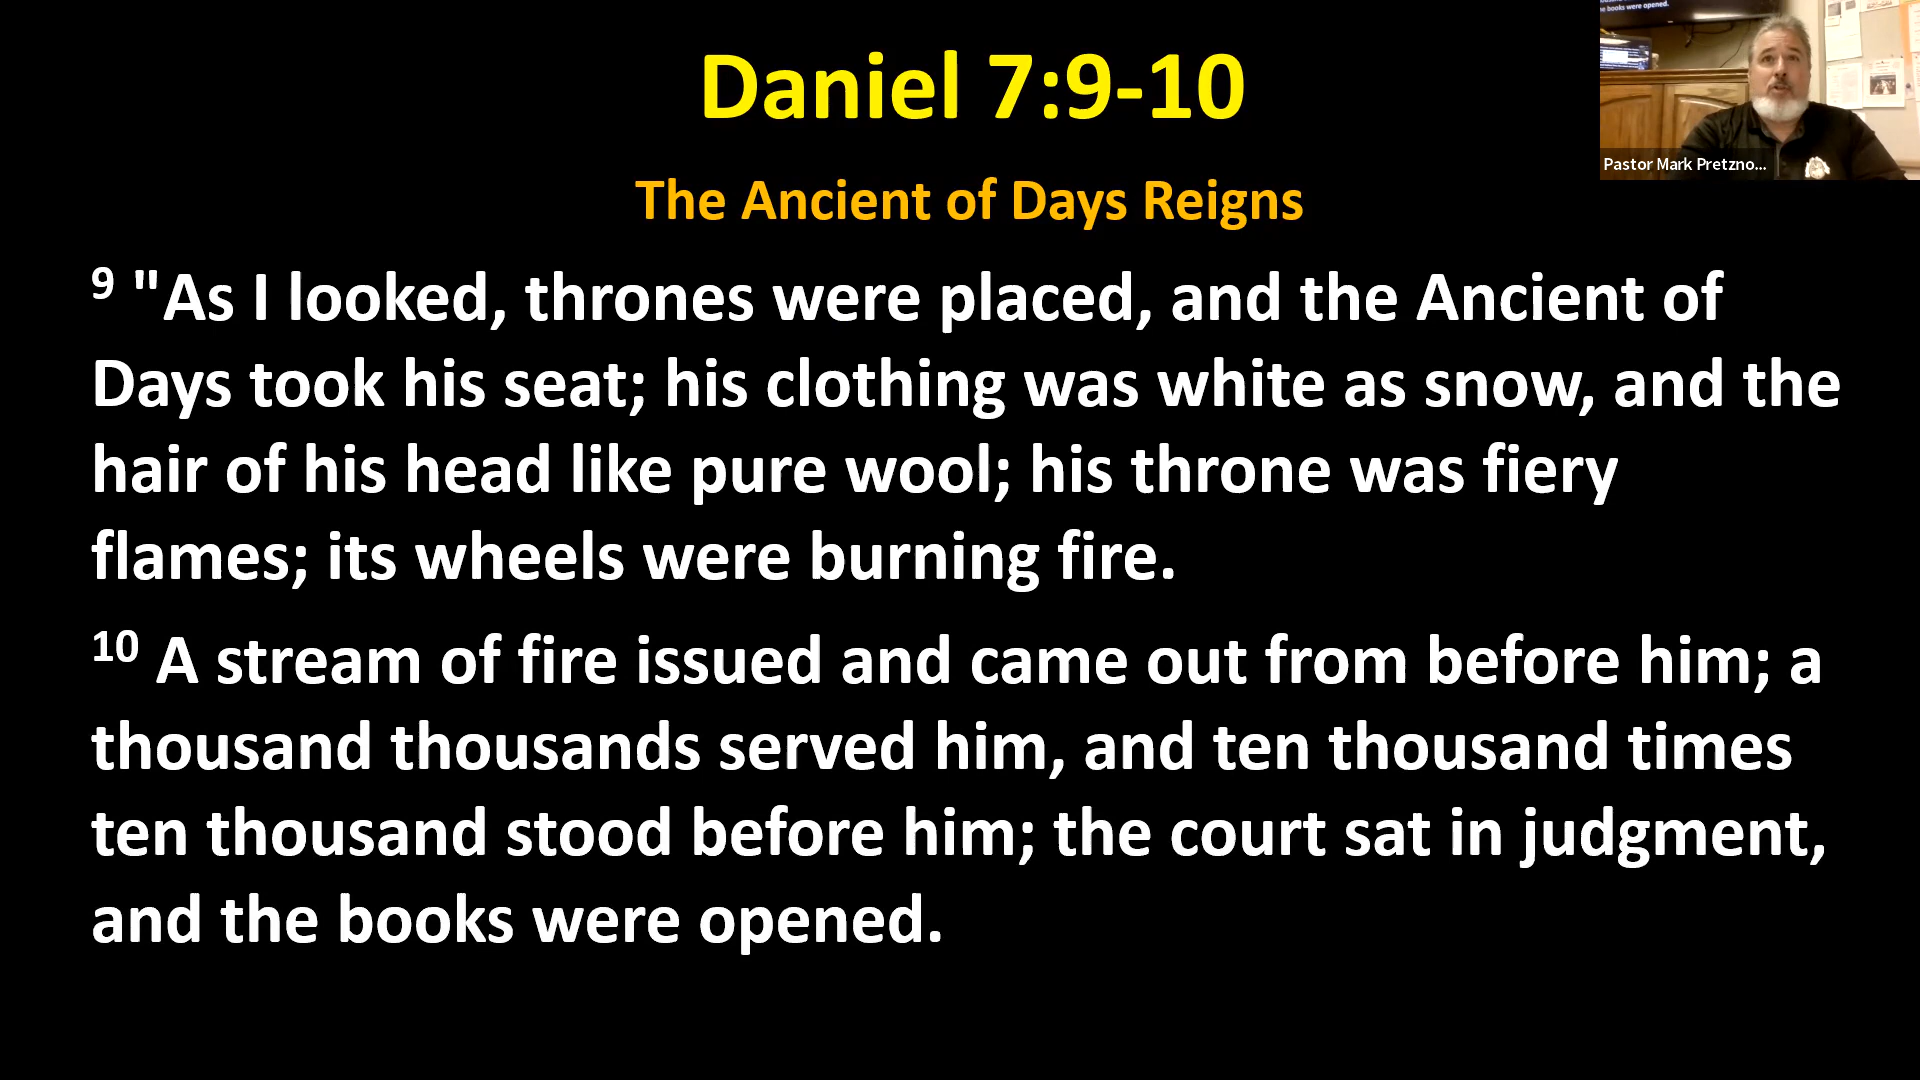 Daniel 7:9-10
The Ancient of Days Reigns
9 "As I looked, thrones were placed, and the Ancient of
Days took his seat; his clothing was white as snow, and the
hair of his head like pure wool; his throne was fiery
flames; its wheels were burning fire.
10 A stream of fire issued and came out from before him; a
thousand thousands served him, and ten thousand times
ten thousand stood before him; the court sat in judgment,
and the books were opened.
he books were opened.
Pastor Mark Pretzno...